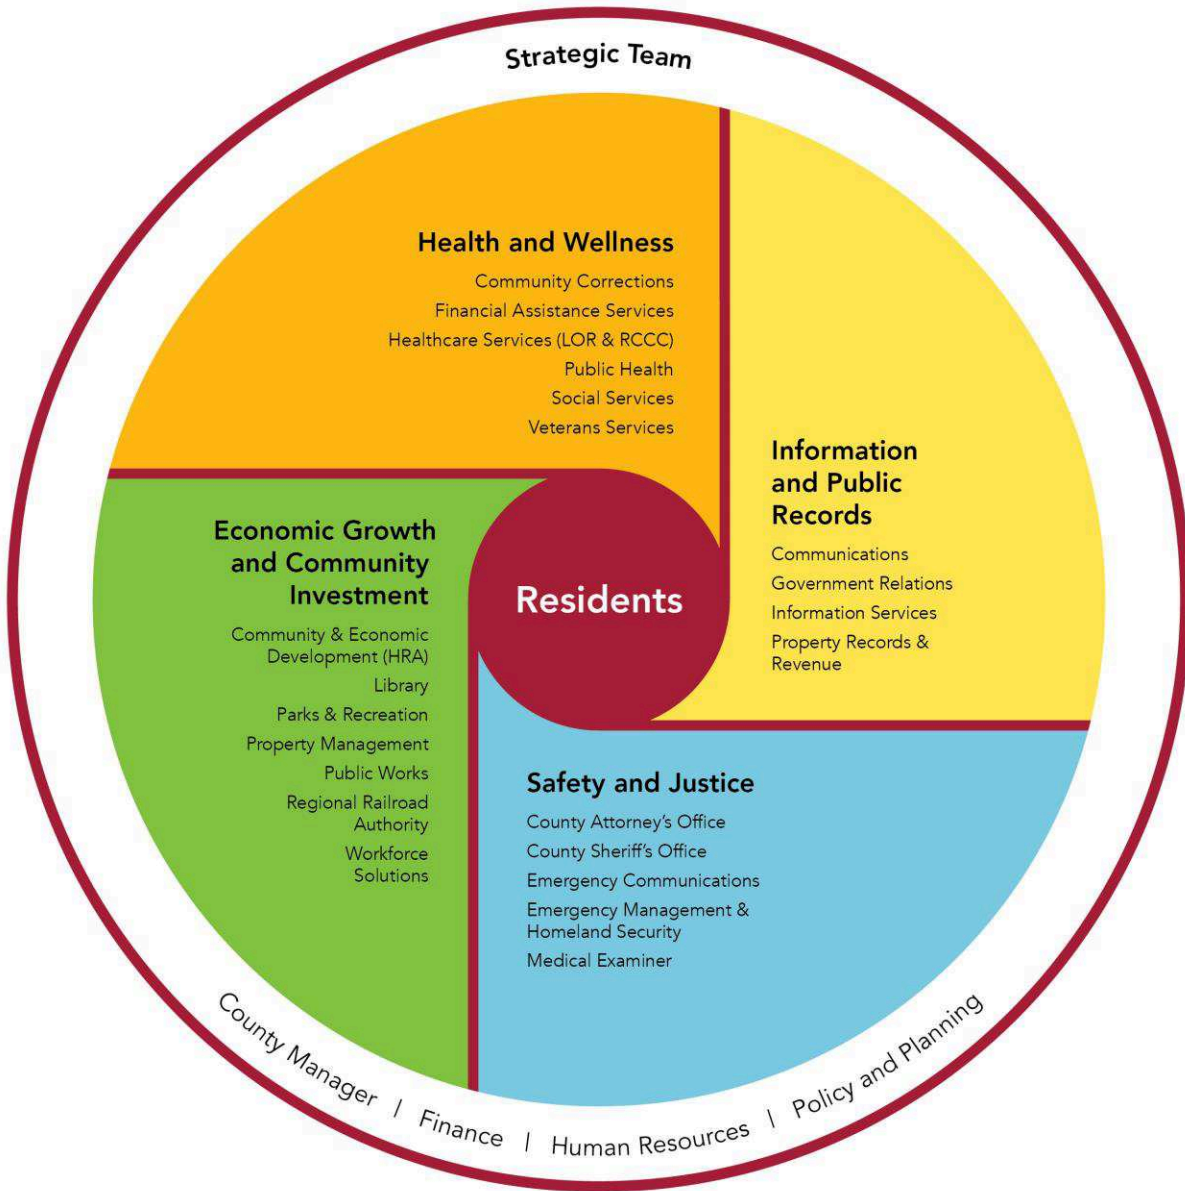 Strategic Team
Health and Wellness
Community Corrections
Financial Assistance Services
Healthcare Services (LOR & RCCC)
Public Health
Social Services
Veterans Services
Information
and Public
Records
Communications
Government Relations
Information Services
Property Records &
Revenue
Economic Growth
and Community
Investment
Community & Economic
Development (HRA)
Library
Parks & Recreation
Property Management
Public Works
Regional Railroad
Authority
Workforce
Solutions
Residents
Safety and Justice
County Attorney’s Office
County Sheriff’s Office
Emergency Communications
Emergency Management &
Homeland Security
Medical Examiner
County Manager | Finance | Human Resources | Policy and Planning